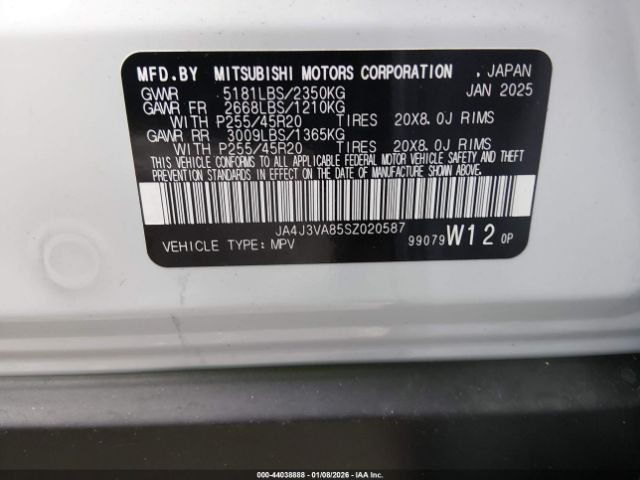 MFD.BY MITSUBISHI MOTORS CORPORATION . JAPAN
GVWR 5181LBS/2350KG JAN 2025
GAWR FR 2668LBS/1210KG
WITH P255/45R20 TIRES 20X8.0J RIMS
GAWR RR 3009LBS/1365KG
WITH P255/45R20 TIRES 20X8.0J RIMS
THIS VEHICLE CONFORMS TO ALL APPLICABLE FEDERAL MOTOR VEHICLE SAFETY AND THEFT
PREVENTION STANDARDS IN EFFECT ON THE DATE OF MANUFACTURE SHOWN ABOVE.
JA4J3VA85SZ020587
VEHICLE TYPE: MPV 99079 W12 0P
000-44038888 - 01/08/2026 - IAAI.com